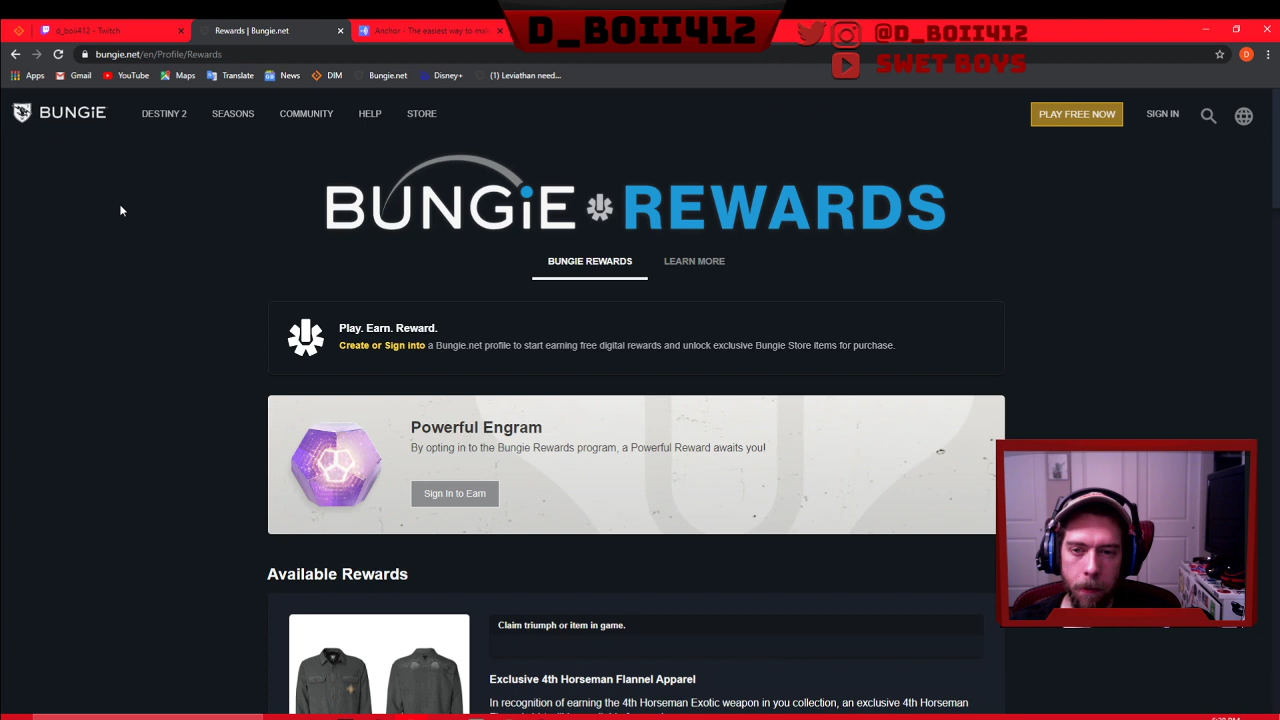 D_BOII412
@D_BOII412
SWET BOYS
d_boii412 - Twitch
Rewards | Bungie.net
Anchor - The easiest way to ma
bungie.net/en/Profile/Rewards
D
Apps
Gmail
YouTube
Maps
Translate
News
DIM
Bungie.net
Disney+
(1) Leviathan need...
BUNGiE
DESTINY 2
SEASONS
COMMUNITY
HELP
STORE
PLAY FREE NOW
SIGN IN
BUNGiE REWARDS
BUNGIE REWARDS
LEARN MORE
Play. Earn. Reward.
Create or Sign into a Bungie.net profile to start earning free digital rewards and unlock exclusive Bungie Store items for purchase.
Powerful Engram
By opting in to the Bungie Rewards program, a Powerful Reward awaits you!
Sign In to Earn
Available Rewards
Claim triumph or item in game.
Exclusive 4th Horseman Flannel Apparel
In recognition of earning the 4th Horseman Exotic weapon in you collection, an exclusive 4th Horseman